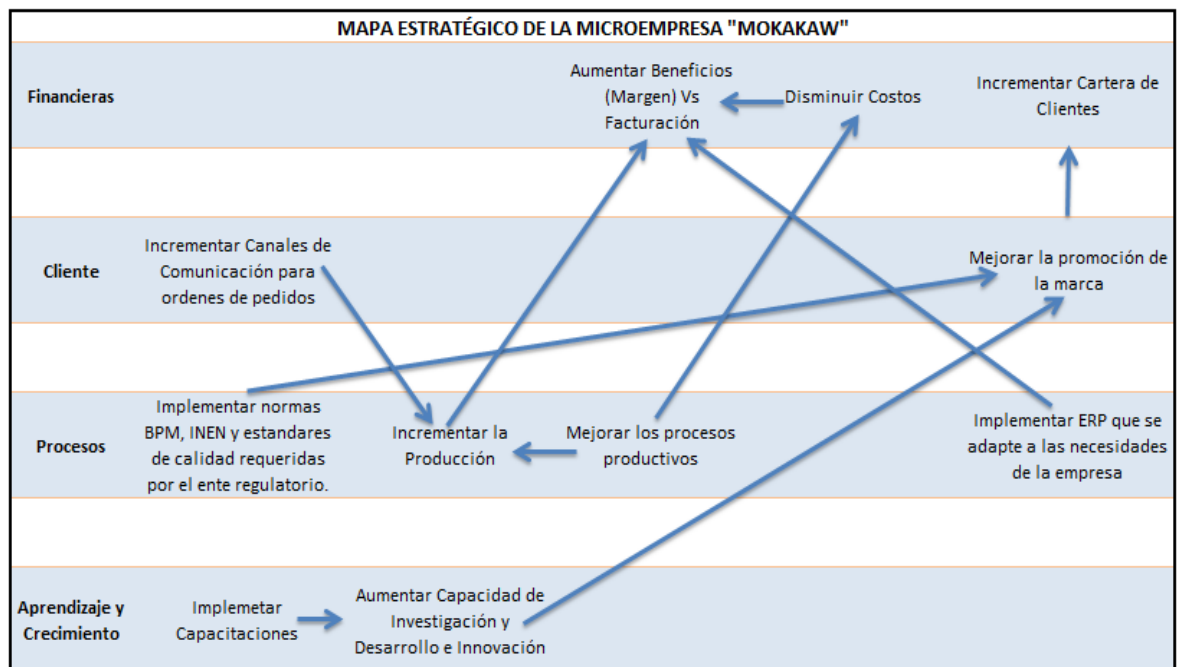 MAPA ESTRATÉGICO DE LA MICROEMPRESA "MOKAKAW"
Financieras
Aumentar Beneficios
(Margen) Vs
Facturación
Disminuir Costos
Incrementar Cartera de
Clientes
Cliente
Incrementar Canales de
Comunicación para
ordenes de pedidos
Mejorar la promoción de
la marca
Procesos
Implementar normas
BPM, INEN y estandares
de calidad requeridas
por el ente regulatorio.
Incrementar la
Producción
Mejorar los procesos
productivos
Implementar ERP que se
adapte a las necesidades
de la empresa
Aprendizaje y
Crecimiento
Implemetar
Capacitaciones
Aumentar Capacidad de
Investigación y
Desarrollo e Innovación